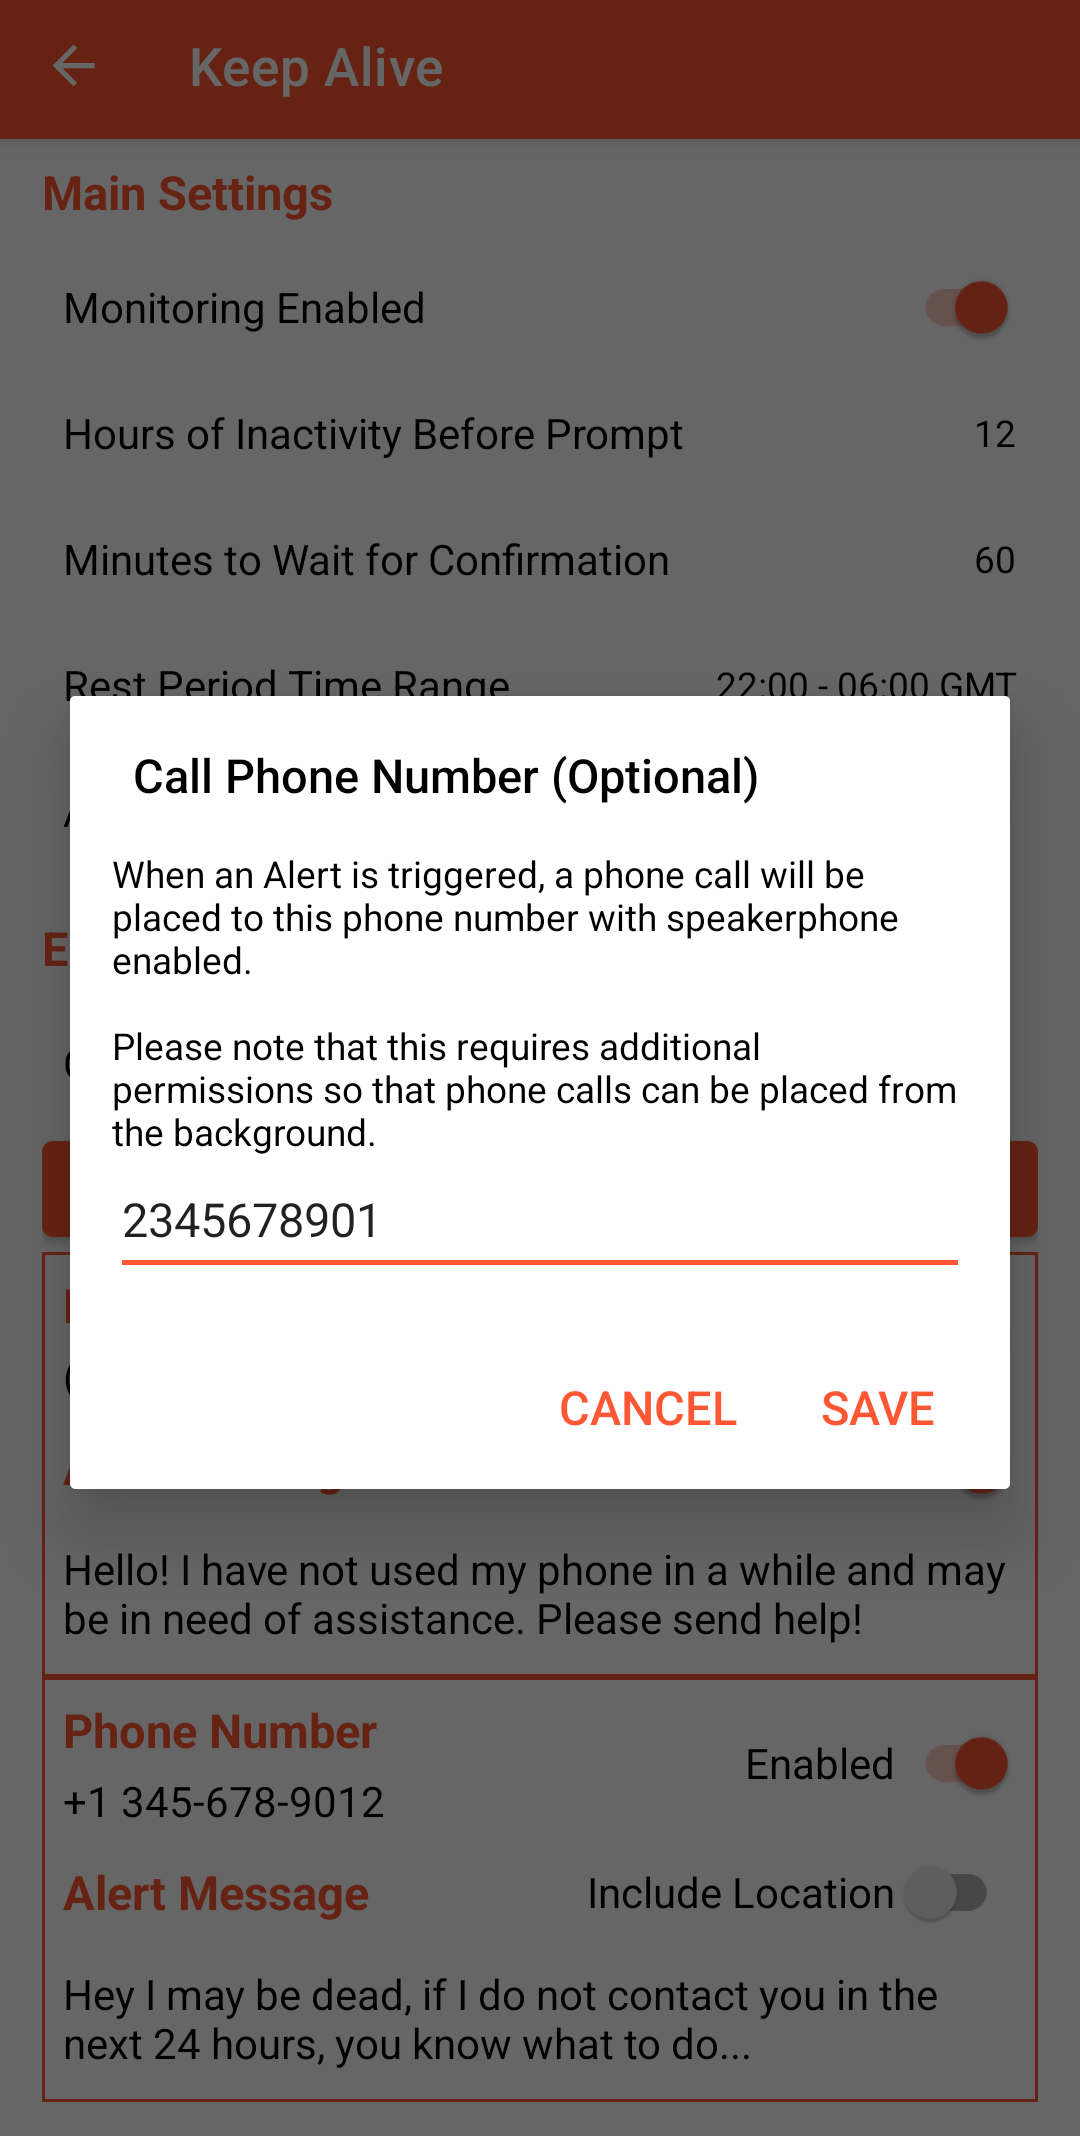 Keep Alive
Main Settings
Monitoring Enabled
Hours of Inactivity Before Prompt 12
Minutes to Wait for Confirmation 60
Rest Period Time Range 22:00 - 06:00 GMT
Call Phone Number (Optional)
When an Alert is triggered, a phone call will be
placed to this phone number with speakerphone
enabled.
Please note that this requires additional
permissions so that phone calls can be placed from
the background.
2345678901
CANCEL SAVE
Hello! I have not used my phone in a while and may
be in need of assistance. Please send help!
Phone Number
Enabled
+1 345-678-9012
Alert Message Include Location
Hey I may be dead, if I do not contact you in the
next 24 hours, you know what to do...